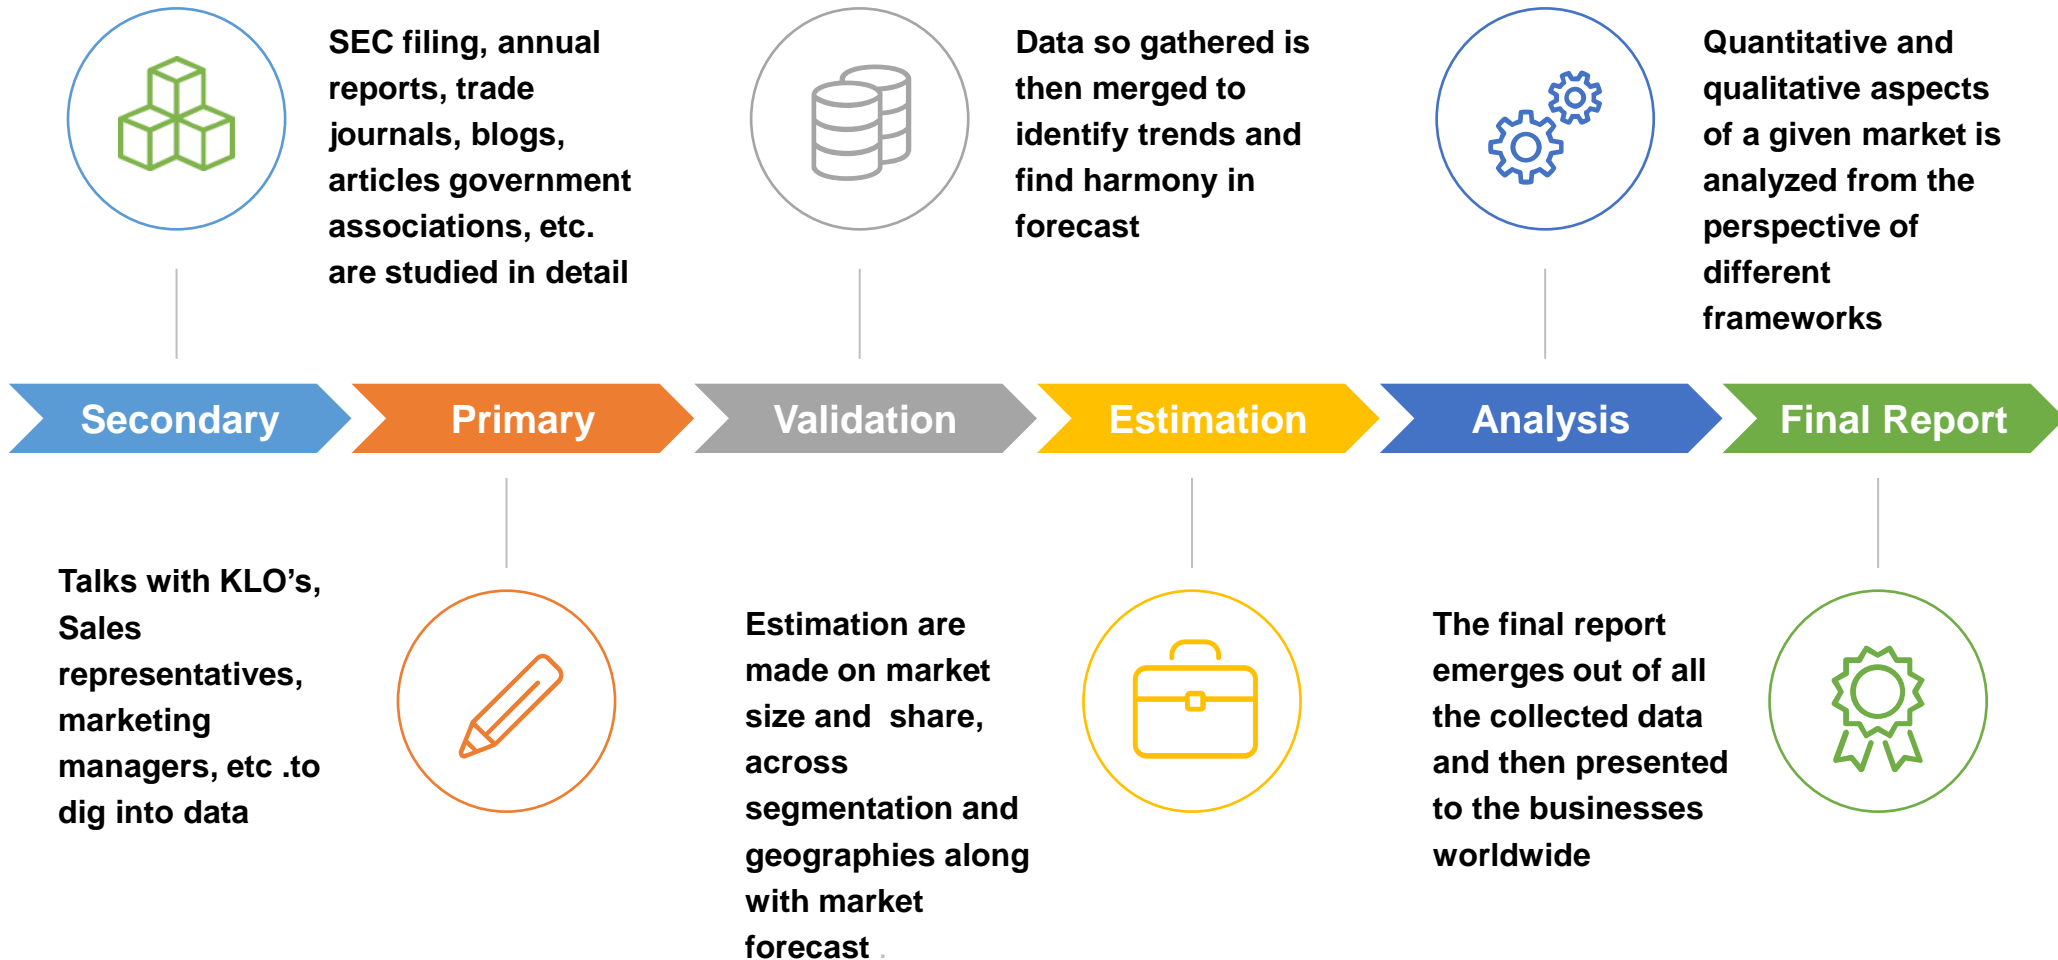 SEC filing, annual
reports, trade
journals, blogs,
articles government
associations, etc.
are studied in detail
Data so gathered is
then merged to
identify trends and
find harmony in
forecast
Quantitative and
qualitative aspects
of a given market is
analyzed from the
perspective of
different
frameworks
Secondary
Primary
Validation
Estimation
Analysis
Final Report
Talks with KLO’s,
Sales
representatives,
marketing
managers, etc .to
dig into data
Estimation are
made on market
size and  share,
across
segmentation and
geographies along
with market
forecast .
The final report
emerges out of all
the collected data
and then presented
to the businesses
worldwide